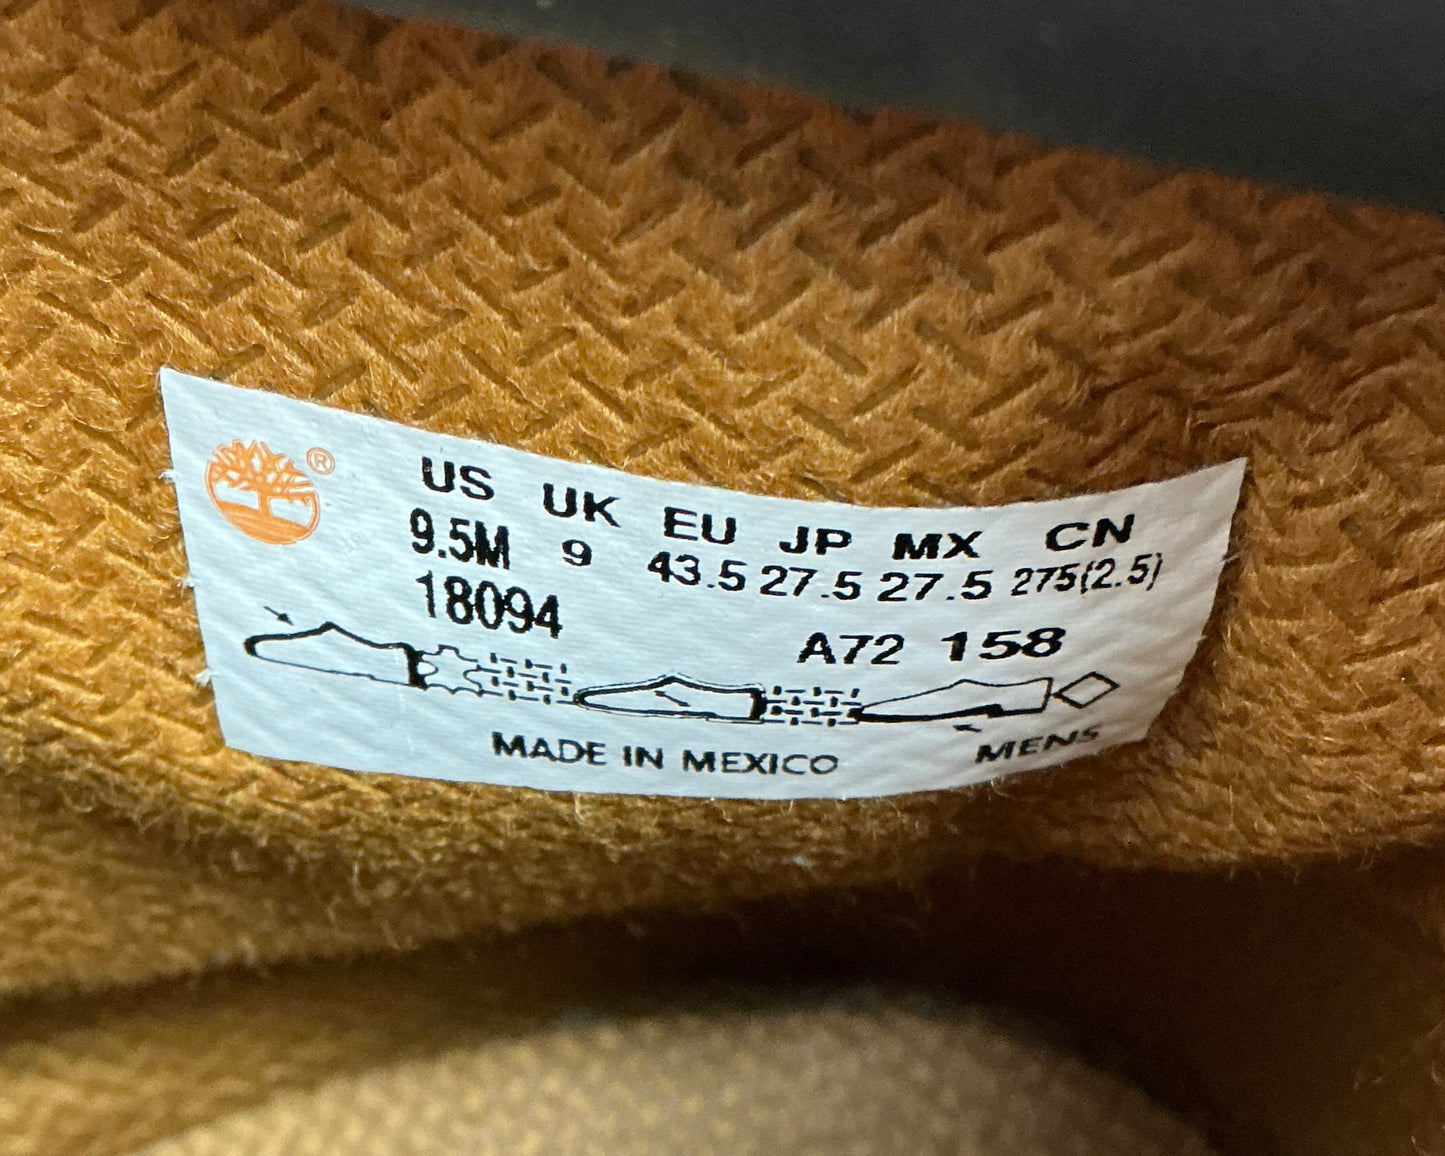 ®
US UK EU JP MX CN
9.5M 9 43.5 27.5 27.5 275(2.5)
18094
A72 158
MADE IN MEXICO
MENS